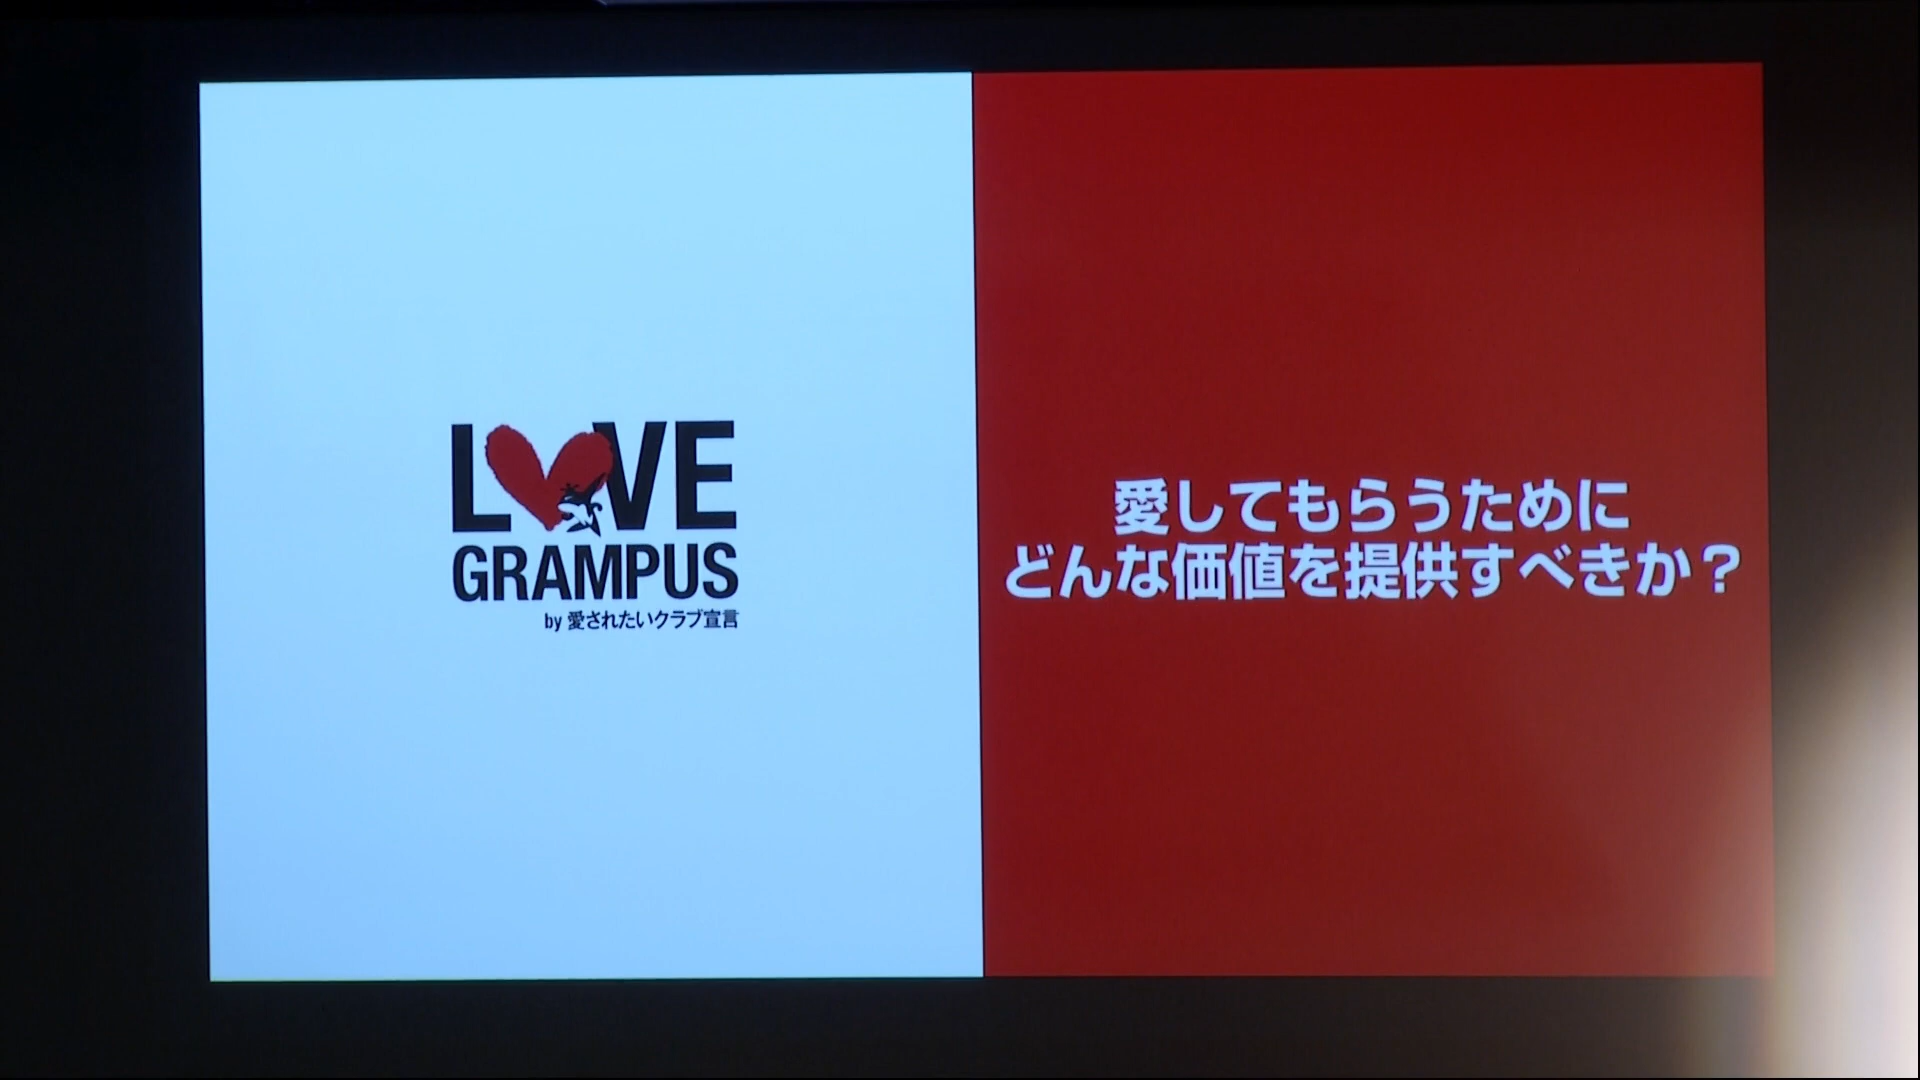 LOVE
GRAMPUS
by 愛されたいクラブ宣言
愛してもらうために
どんな価値を提供すべきか？